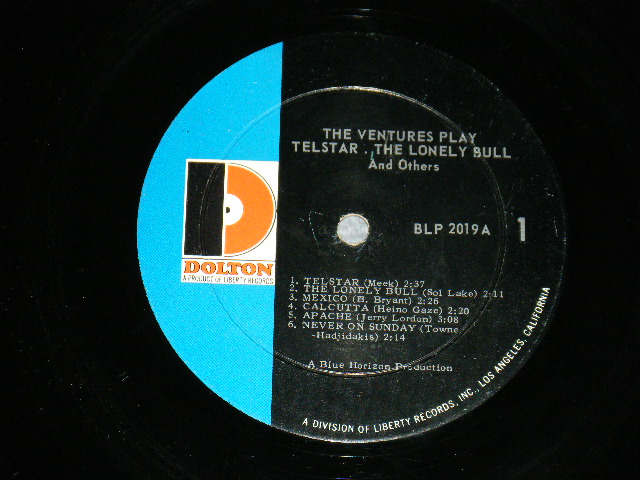 THE VENTURES PLAY
TELSTAR . THE LONELY BULL
And Others
BLP 2019 A
1
DOLTON
A PRODUCT OF LIBERTY RECORDS
1. TELSTAR (Meek) 2:37
2. THE LONELY BULL (Sol Lake) 2:11
3. MEXICO (B. Bryant) 2:26
4. CALCUTTA (Heino Gaze) 2:20
5. APACHE (Jerry Lordon) 3:08
6. NEVER ON SUNDAY (Towne
-Hadjidakis) 2:14
A Blue Horizon Production
A DIVISION OF LIBERTY RECORDS, INC., LOS ANGELES, CALIFORNIA